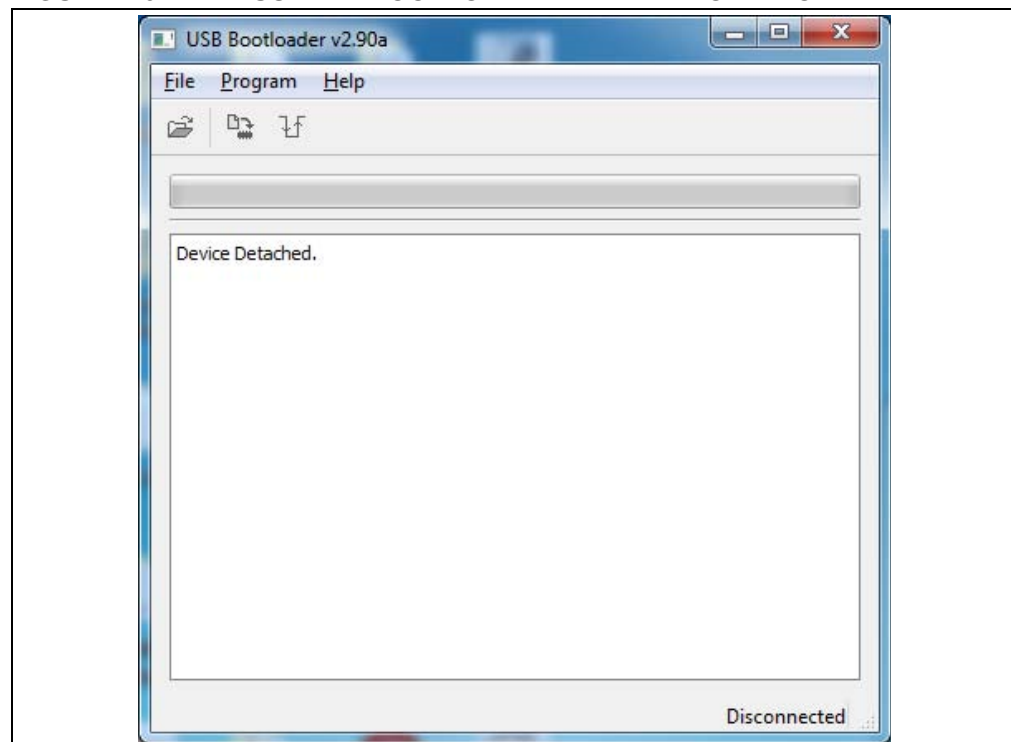 USB Bootloader v2.90a
File Program Help
Device Detached.
Disconnected